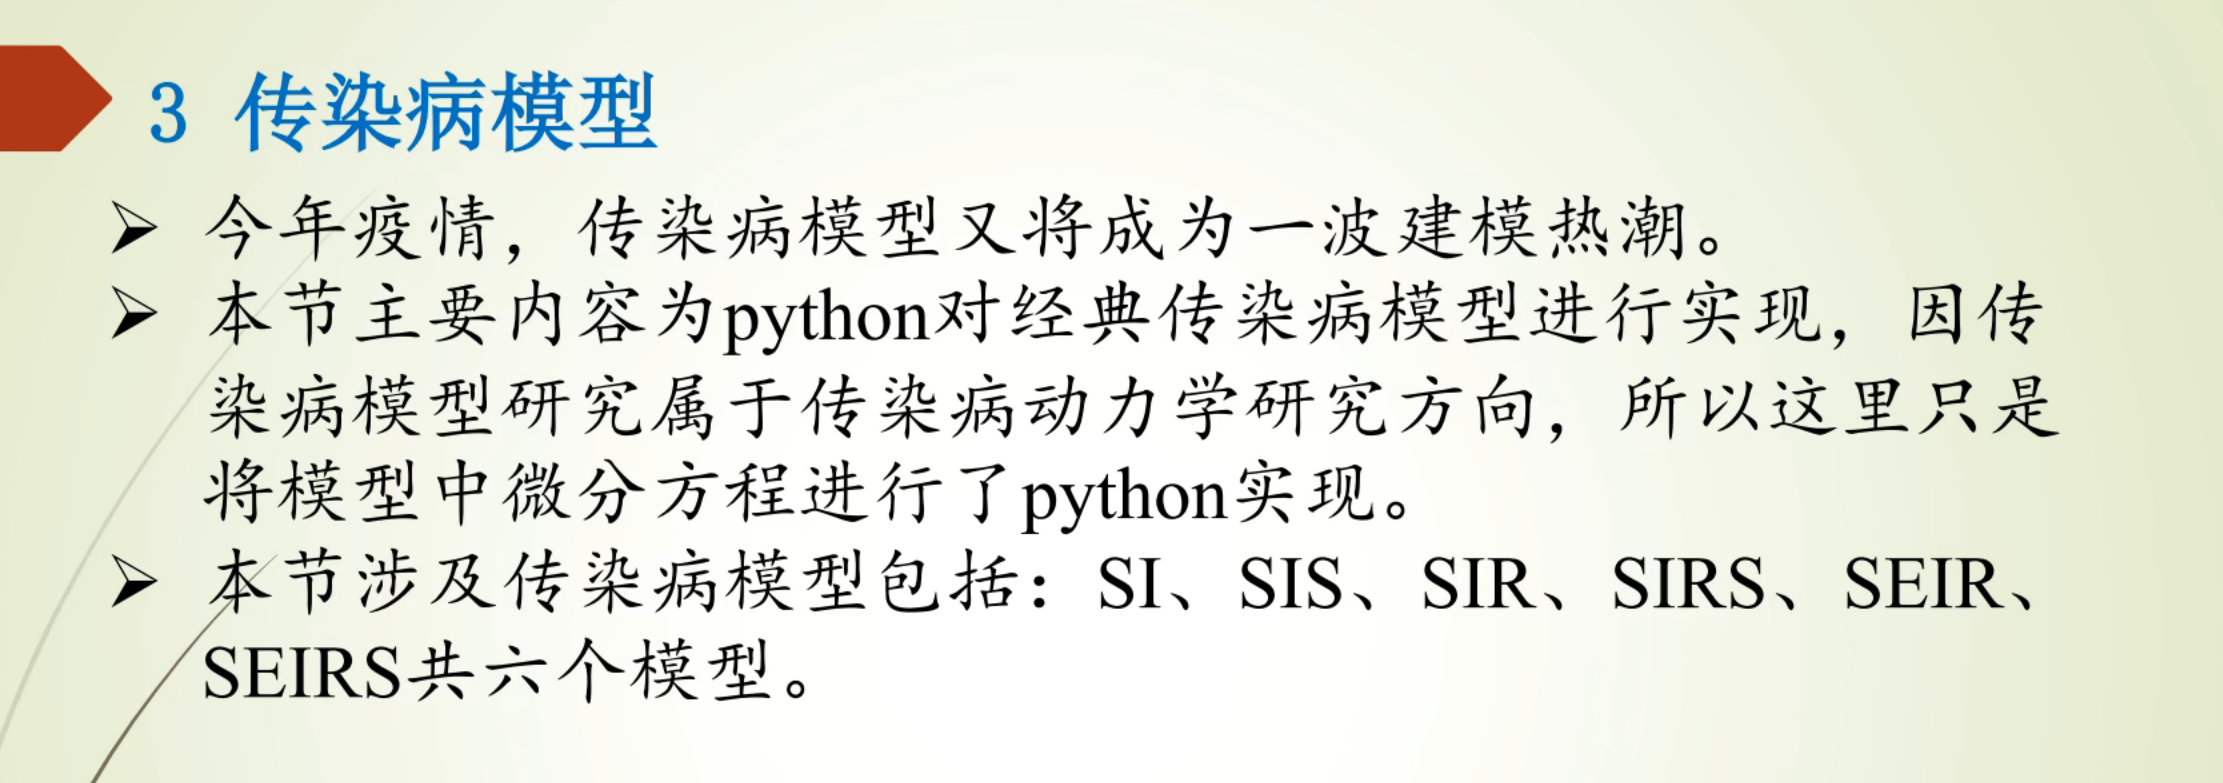 3 传染病模型
➢ 今年疫情，传染病模型又将成为一波建模热潮。
➢ 本节主要内容为python对经典传染病模型进行实现，因传
染病模型研究属于传染病动力学研究方向，所以这里只是
将模型中微分方程进行了python实现。
➢ 本节涉及传染病模型包括：SI、SIS、SIR、SIRS、SEIR、
SEIRS共六个模型。